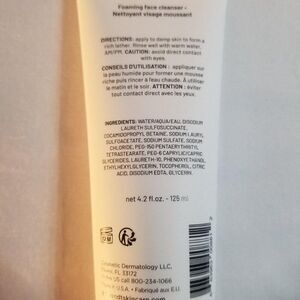 Foaming face cleanser •
Nettoyant visage moussant
DIRECTIONS: apply to damp skin to form a
rich lather. Rinse well with warm water.
AM/PM. CAUTION: avoid direct contact
with eyes.
CONSEILS D'UTILISATION : appliquer sur
la peau humide pour former une mousse
riche puis rincer à l'eau chaude. À utiliser
le matin et le soir. ATTENTION : éviter
tout contact direct avec les yeux.
INGREDIENTS: WATER/AQUA/EAU, DISODIUM
LAURETH SULFOSUCCINATE,
COCAMIDOPROPYL BETAINE, SODIUM LAURYL
SULFOACETATE, SODIUM SULFATE, SODIUM
CHLORIDE, PEG-150 PENTAERYTHRITYL
TETRASTEARATE, PEG-6 CAPRYLIC/CAPRIC
GLYCERIDES, LAURETH-10, PHENOXYETHANOL,
ETHYLHEXYLGLYCERIN, TOCOPHEROL, CITRIC
ACID, DISODIUM EDTA, GLYCERIN.
net 4.2 fl.oz. - 125 ml
12M
Cosmetic Dermatology LLC,
Miami, FL 33172
US call 800-234-1066
in U.S.A. • Fabriqué aux É.U.